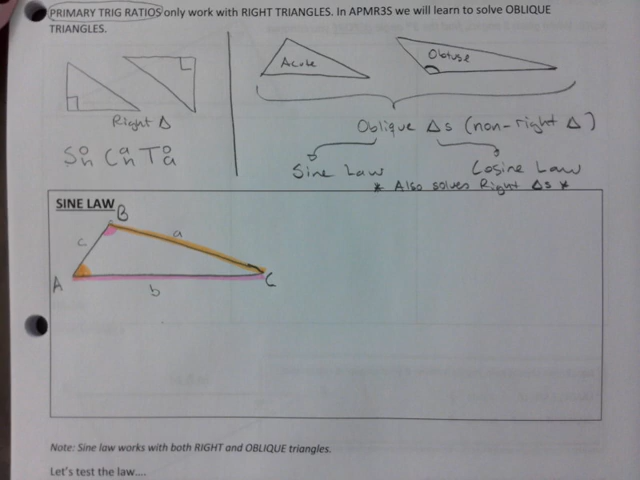 PRIMARY TRIG RATIOS only work with RIGHT TRIANGLES. In APMR3S we will learn to solve OBLIQUE
TRIANGLES.
Acute
Obtuse
Right Δ
Oblique Δs (non-right Δ)
S o h C a h T o a
Sine Law
Cosine Law
* Also solves Right Δs *
SINE LAW
B
c
a
A
b
C
Note: Sine law works with both RIGHT and OBLIQUE triangles.
Let's test the law....